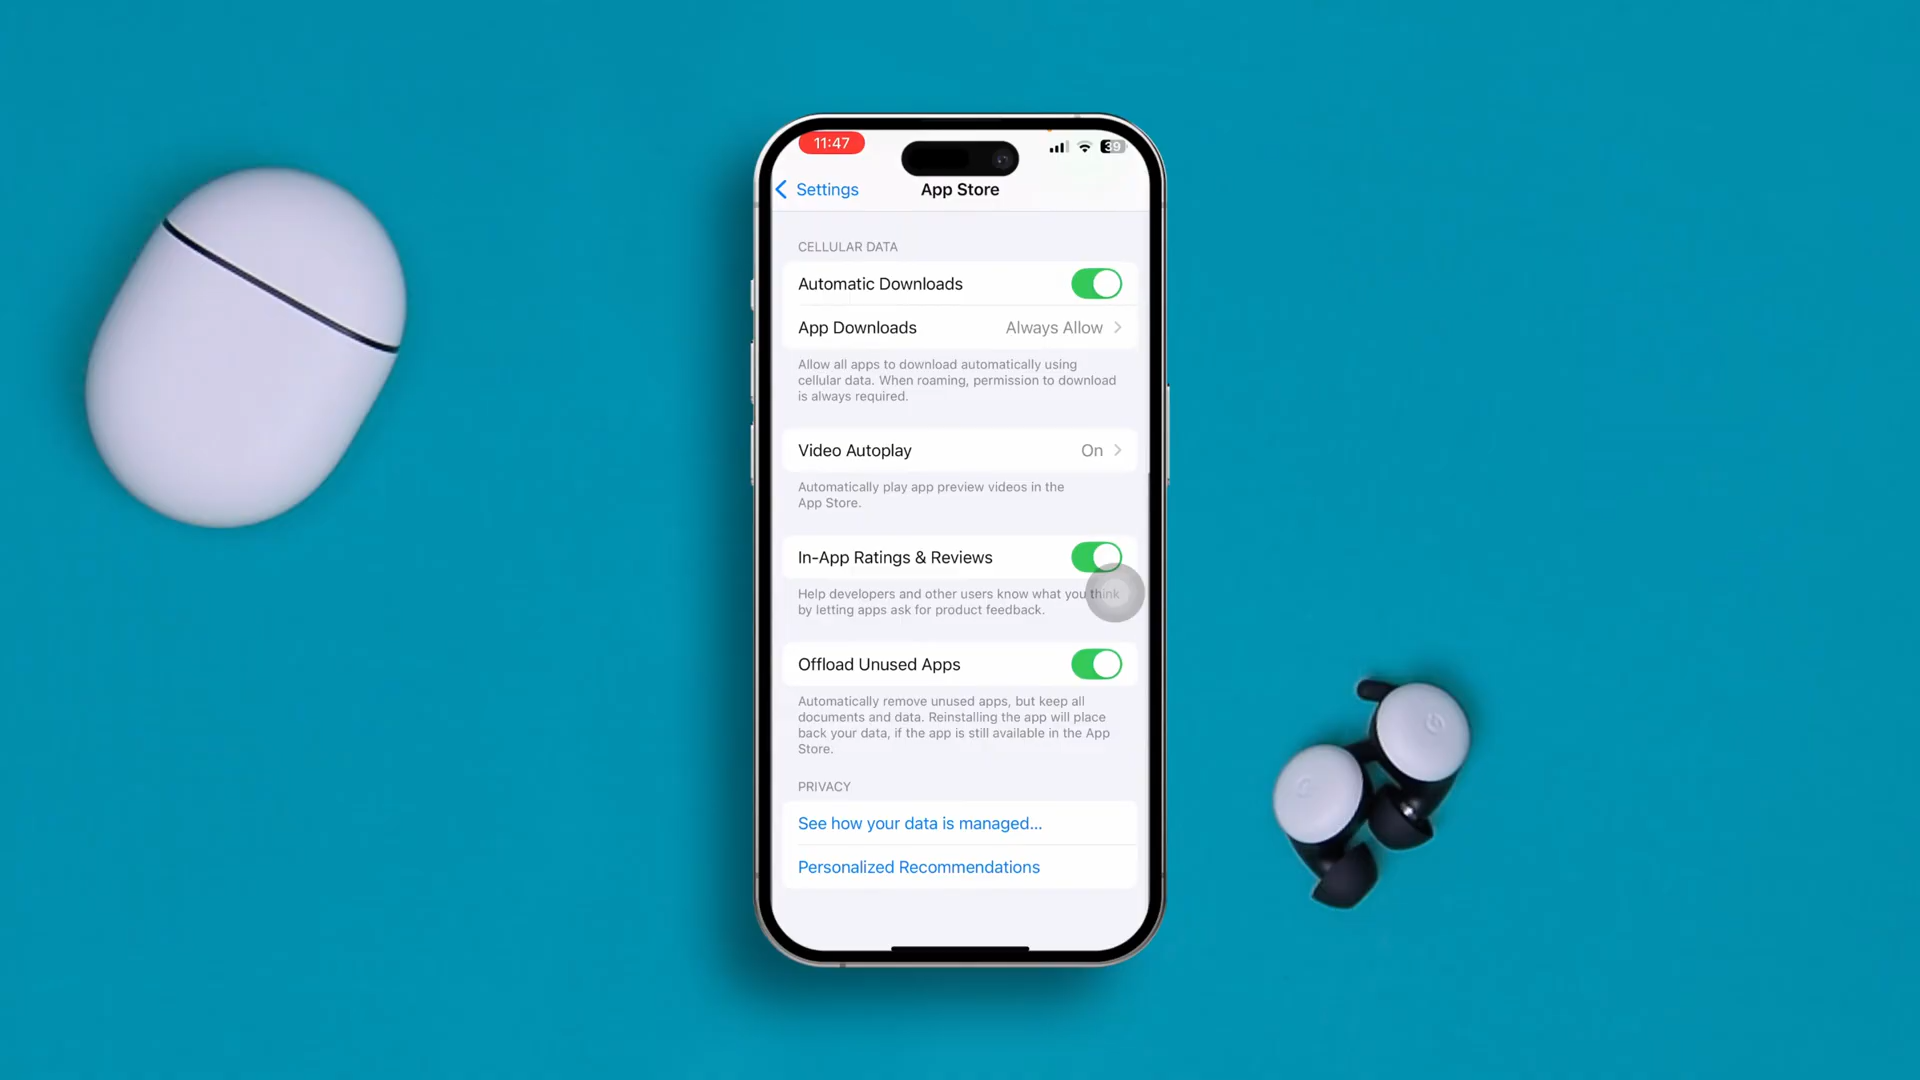 11:47
39
Settings
App Store
CELLULAR DATA
Automatic Downloads
App Downloads
Always Allow
Allow all apps to download automatically using
cellular data. When roaming, permission to download
is always required.
Video Autoplay
On
Automatically play app preview videos in the
App Store.
In-App Ratings & Reviews
Help developers and other users know what you think
by letting apps ask for product feedback.
Offload Unused Apps
Automatically remove unused apps, but keep all
documents and data. Reinstalling the app will place
back your data, if the app is still available in the App
Store.
PRIVACY
See how your data is managed...
Personalized Recommendations